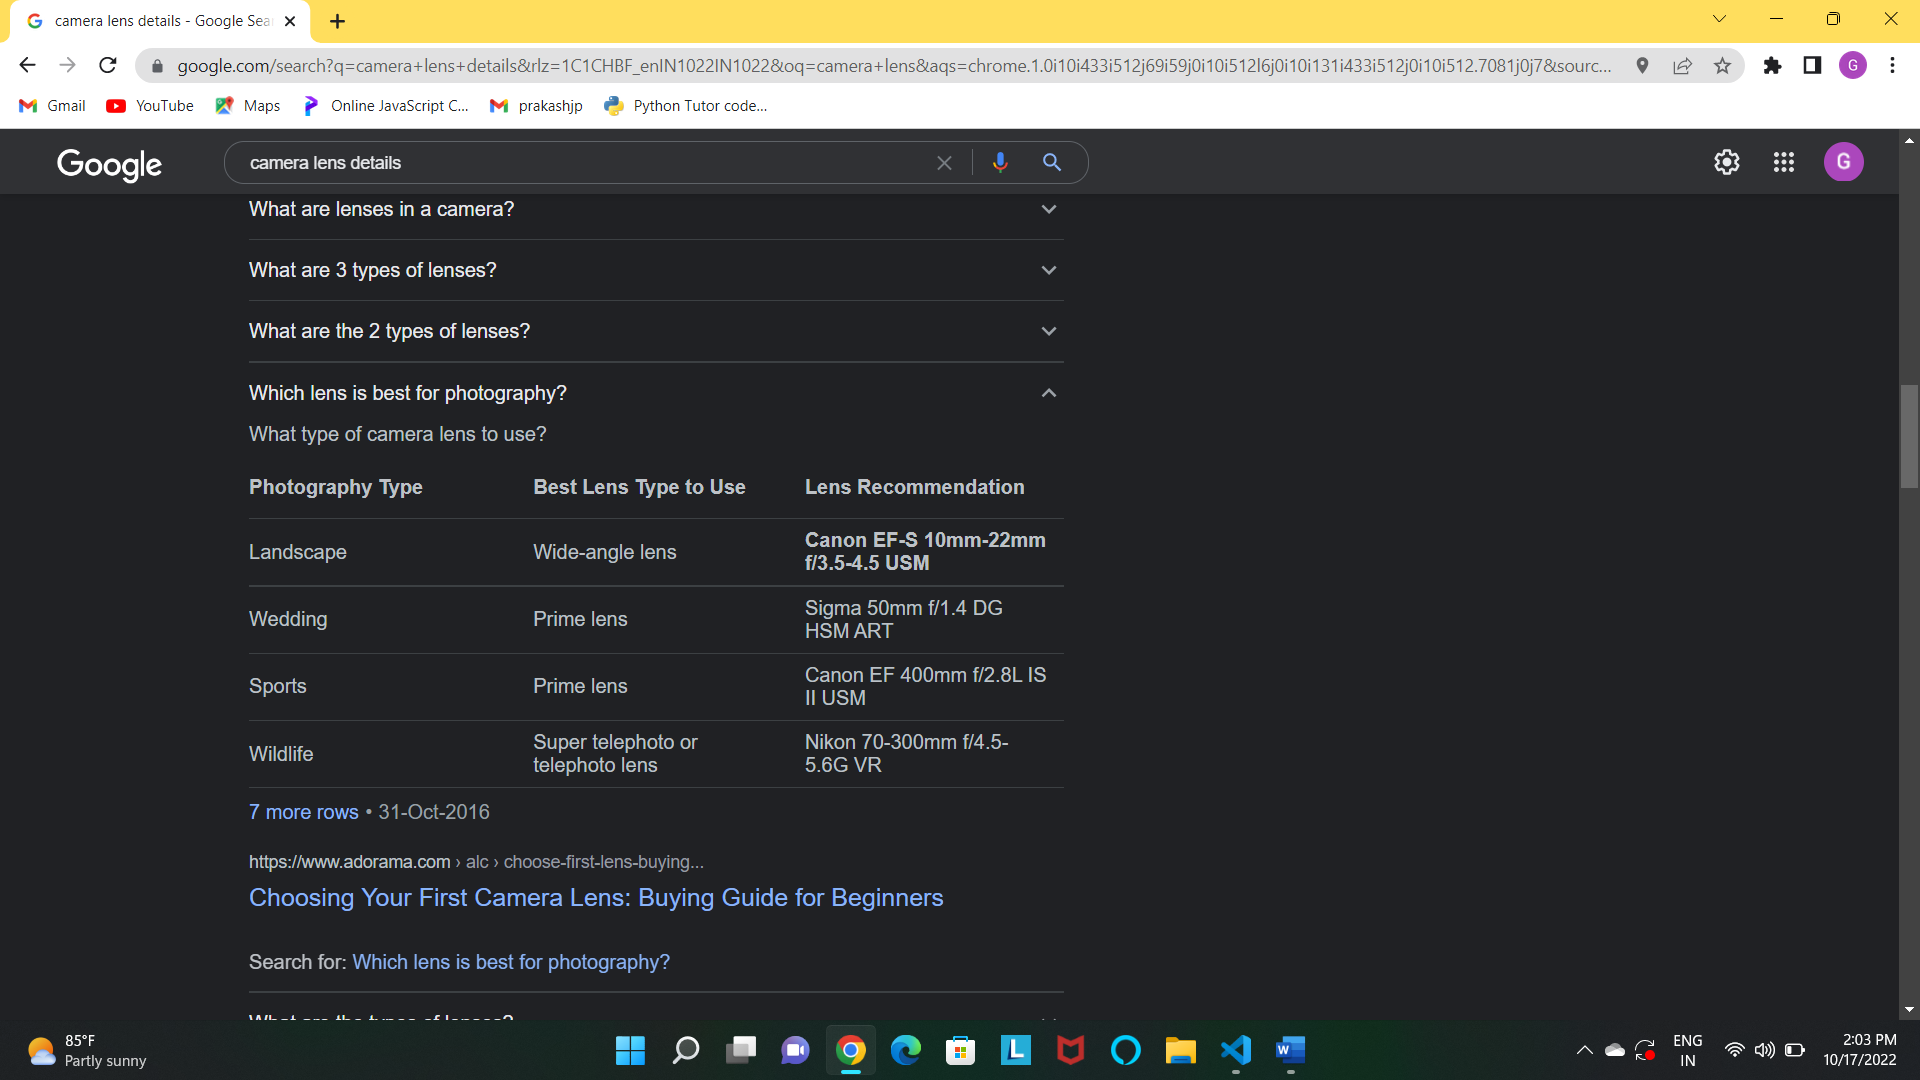 camera lens details - Google Sea
google.com/search?q=camera+lens+details&rlz=1C1CHBF_enIN1022IN1022&oq=camera+lens&aqs=chrome.1.0i10i433i512j69i59j0i10i512l6j0i10i131i433i512j0i10i512.7081j0j7&sourc...
G
Gmail
YouTube
Maps
Online JavaScript C...
prakashjp
Python Tutor code...
Google
camera lens details
G
What are lenses in a camera?
What are 3 types of lenses?
What are the 2 types of lenses?
Which lens is best for photography?
What type of camera lens to use?
Photography Type Best Lens Type to Use Lens Recommendation
Landscape Wide-angle lens Canon EF-S 10mm-22mm
f/3.5-4.5 USM
Wedding Prime lens Sigma 50mm f/1.4 DG
HSM ART
Sports Prime lens Canon EF 400mm f/2.8L IS
II USM
Wildlife Super telephoto or
telephoto lens Nikon 70-300mm f/4.5-
5.6G VR
7 more rows • 31-Oct-2016
https://www.adorama.com › alc › choose-first-lens-buying...
Choosing Your First Camera Lens: Buying Guide for Beginners
Search for: Which lens is best for photography?
What are the types of lenses?
85°F
Partly sunny
L
W
ENG
IN
2:03 PM
10/17/2022